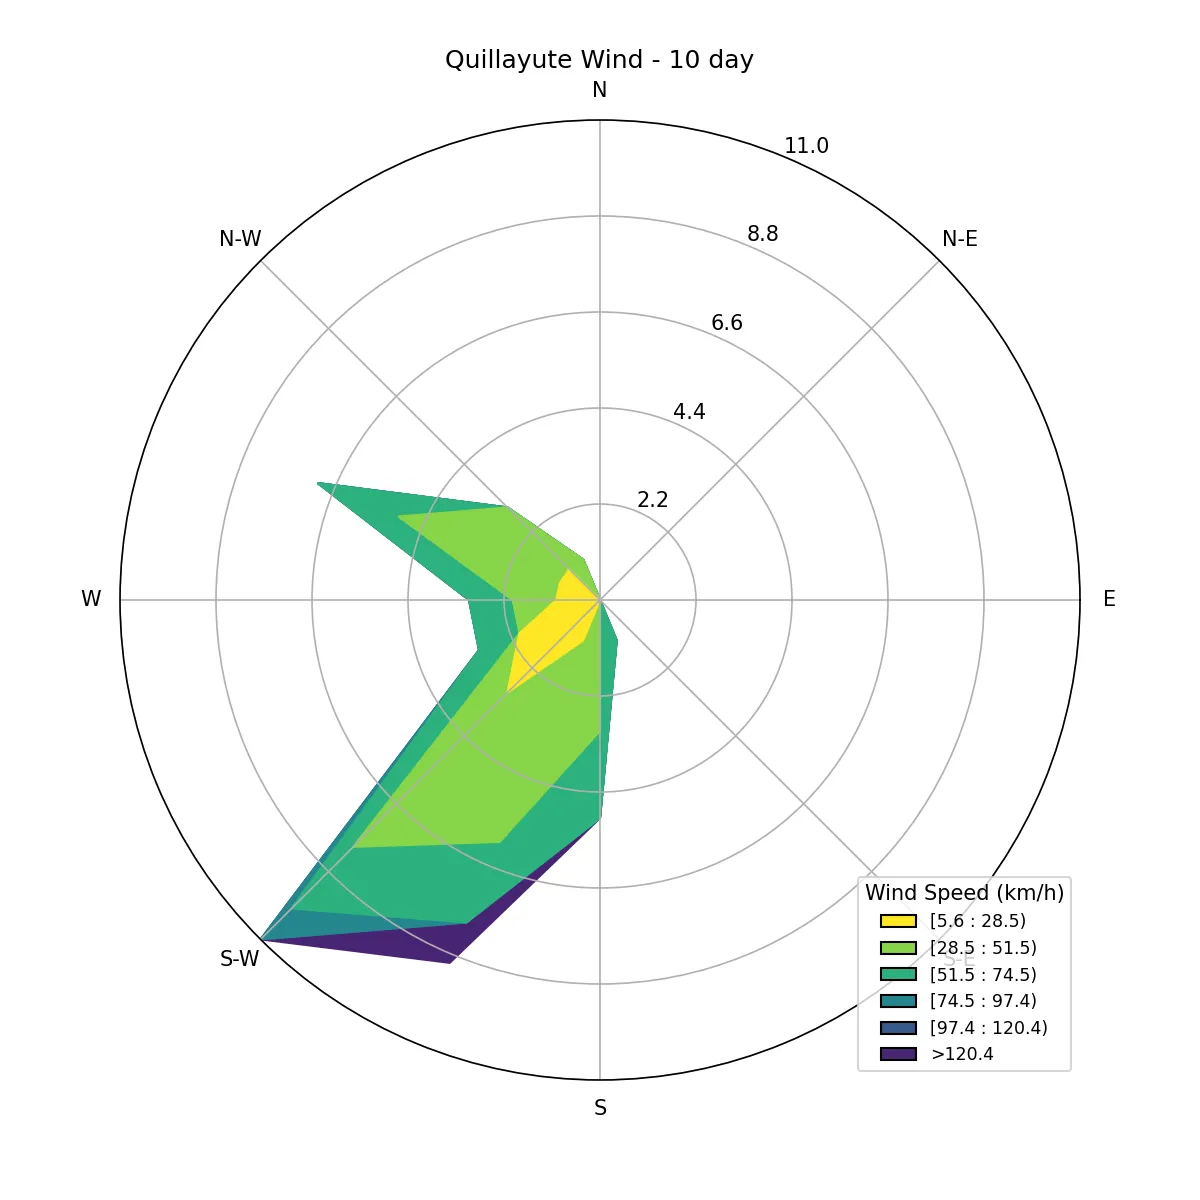 Quillayute Wind - 10 day
N
11.0
N-W
8.8
N-E
6.6
4.4
2.2
W
E
S-W
S-E
S
Wind Speed (km/h)
[5.6 : 28.5)
[28.5 : 51.5)
[51.5 : 74.5)
[74.5 : 97.4)
[97.4 : 120.4)
>120.4